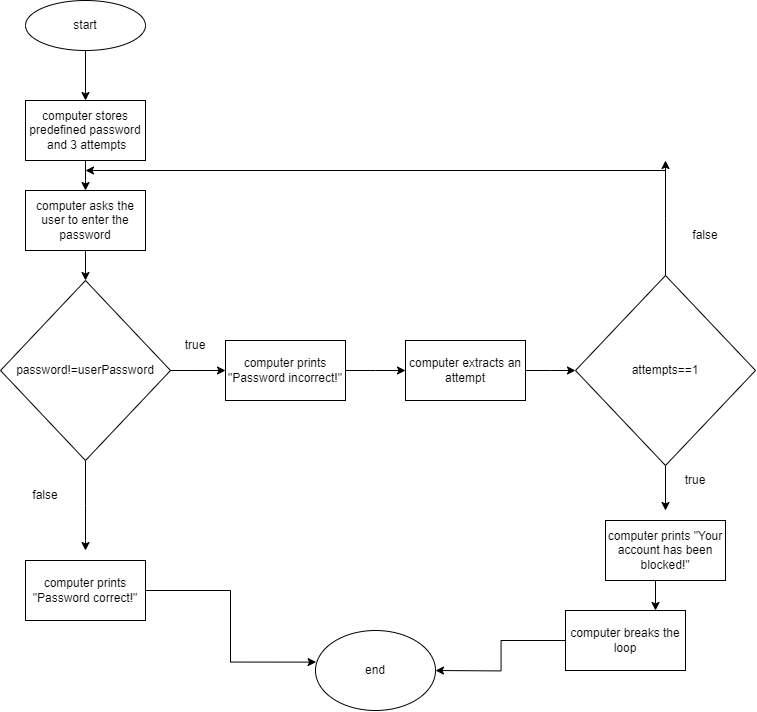 start
computer stores
predefined password
and 3 attempts
computer asks the
user to enter the
password
false
password!=userPassword
true
computer prints
"Password incorrect!"
computer extracts an
attempt
attempts==1
true
false
computer prints
"Password correct!"
computer prints "Your
account has been
blocked!"
computer breaks the
loop
end